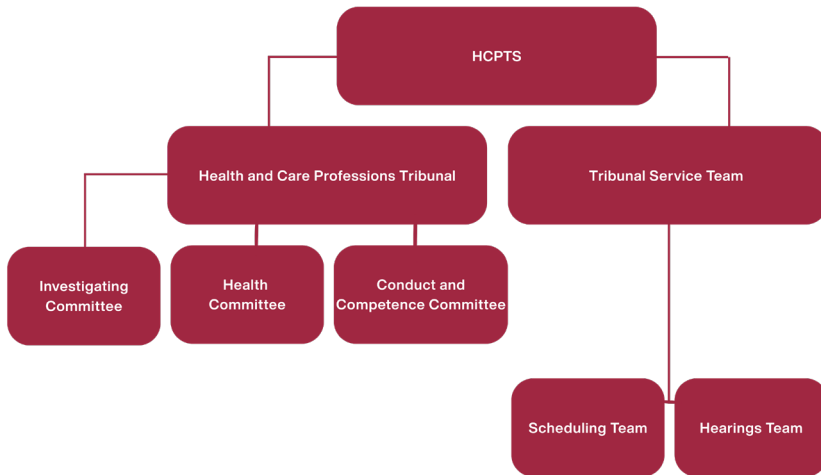 HCPTS
Health and Care Professions Tribunal
Tribunal Service Team
Investigating
Committee
Health
Committee
Conduct and
Competence Committee
Scheduling Team
Hearings Team